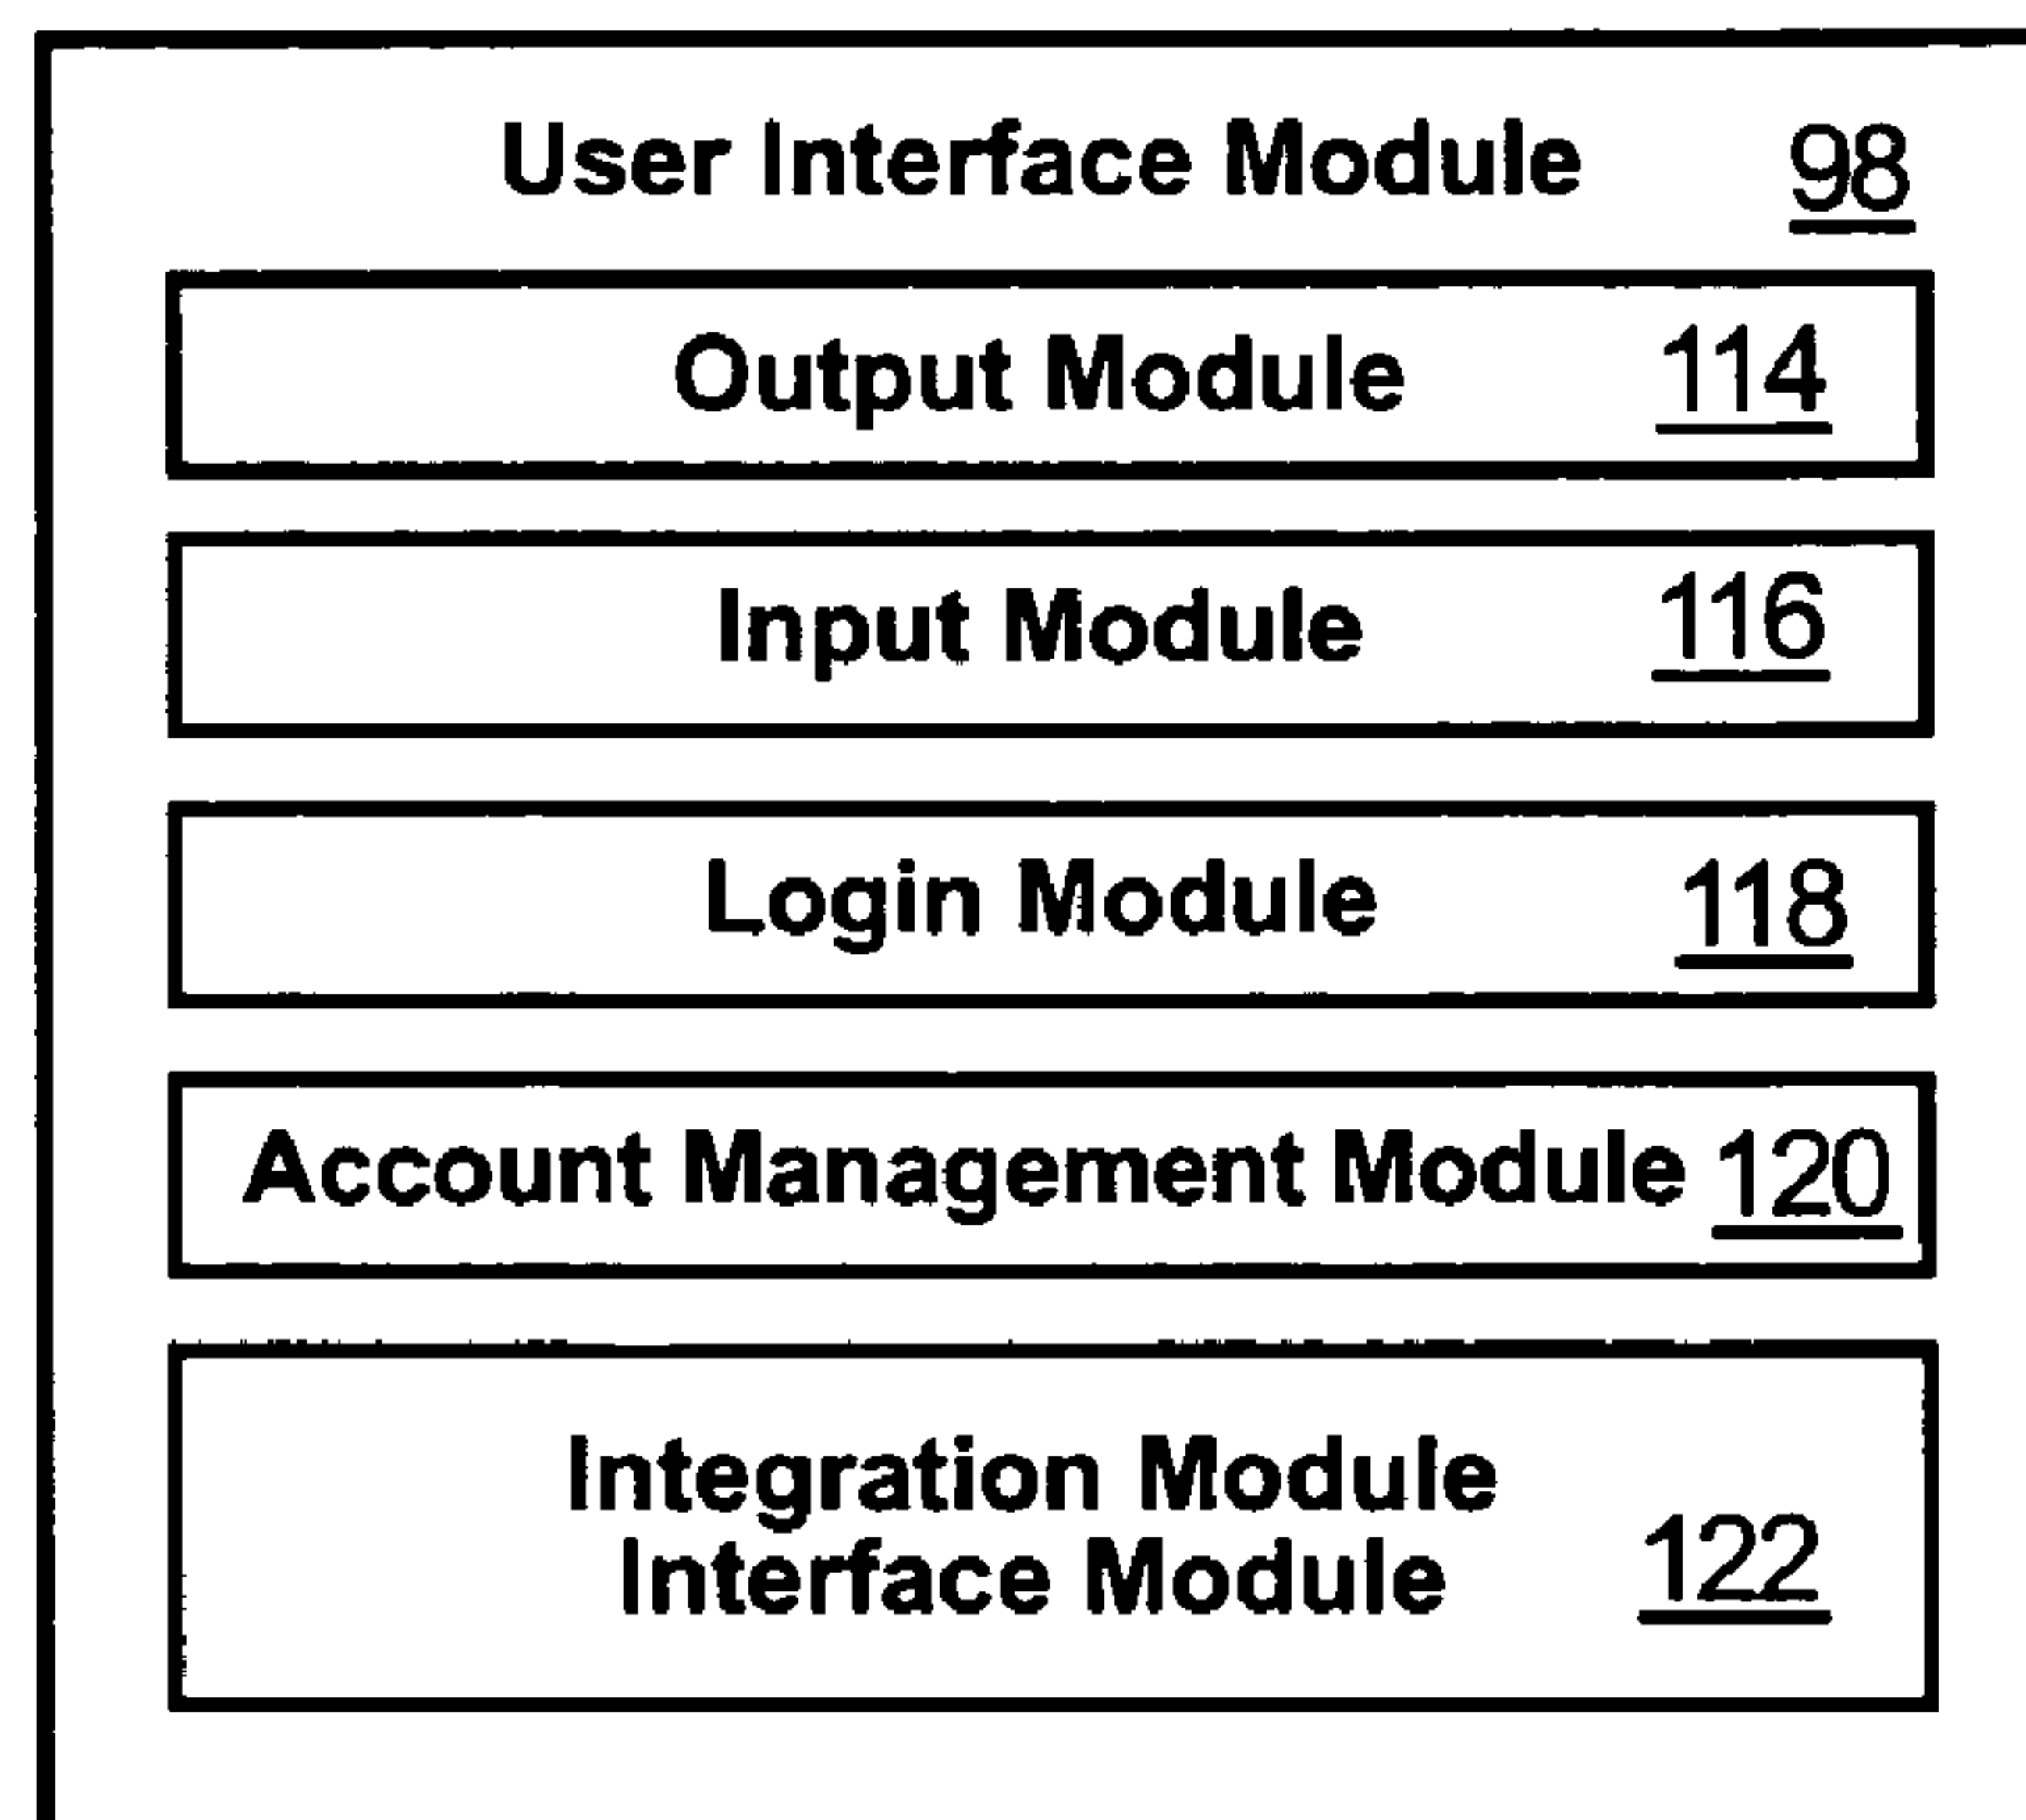 User Interface Module 98
Output Module 114
Input Module 116
Login Module 118
Account Management Module 120
Integration Module
Interface Module 122